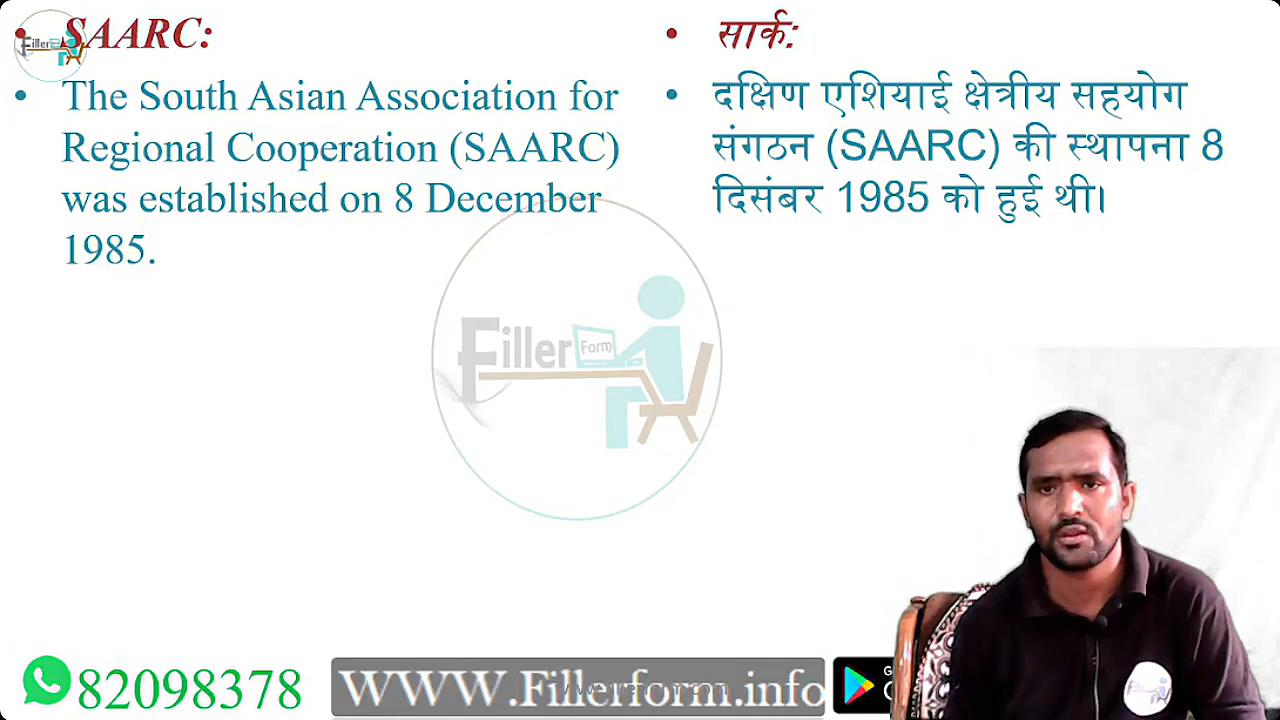 SAARC:
The South Asian Association for
Regional Cooperation (SAARC)
was established on 8 December
1985.
सार्क:
दक्षिण एशियाई क्षेत्रीय सहयोग
संगठन (SAARC) की स्थापना 8
दिसंबर 1985 को हुई थी।
Filler Form
82098378
WWW.Fillerform.info